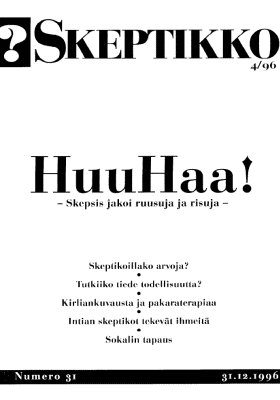 ? SKEPTIKKO
4/96
HuuHaa!
– Skepsis jakoi ruusuja ja risuja –
Skeptikoillako arvoja?
Tutkiiko tiede todellisuutta?
Kirliankuvausta ja pakaraterapiaa
Intian skeptikot tekevät ihmeitä
Sokalin tapaus
Numero 31 31.12.1996